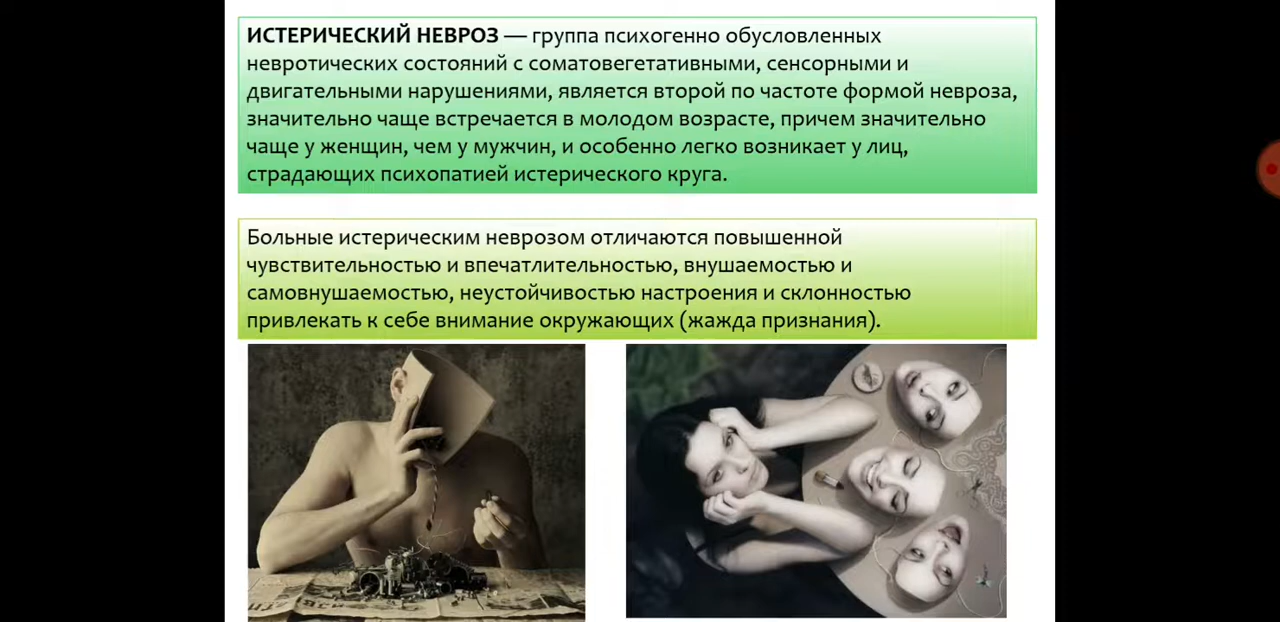 ИСТЕРИЧЕСКИЙ НЕВРОЗ — группа психогенно обусловленных
невротических состояний с соматовегетативными, сенсорными и
двигательными нарушениями, является второй по частоте формой невроза,
значительно чаще встречается в молодом возрасте, причем значительно
чаще у женщин, чем у мужчин, и особенно легко возникает у лиц,
страдающих психопатией истерического круга.
Больные истерическим неврозом отличаются повышенной
чувствительностью и впечатлительностью, внушаемостью и
самовнушаемостью, неустойчивостью настроения и склонностью
привлекать к себе внимание окружающих (жажда признания).